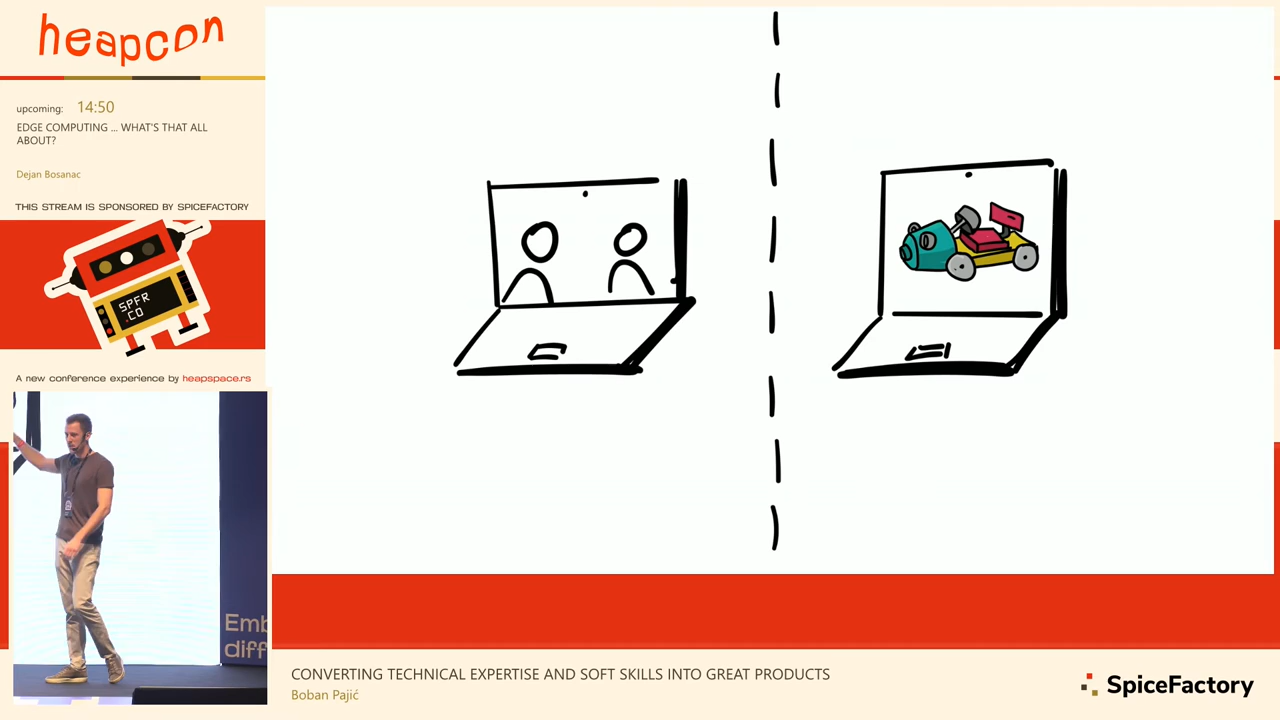 heapcon
upcoming: 14:50
EDGE COMPUTING ... WHAT'S THAT ALL
ABOUT?
Dejan Bosanac
THIS STREAM IS SPONSORED BY SPICEFACTORY
SPFR
.CO
A new conference experience by heapspace.rs
Emb
diff
CONVERTING TECHNICAL EXPERTISE AND SOFT SKILLS INTO GREAT PRODUCTS
Boban Pajić
SpiceFactory